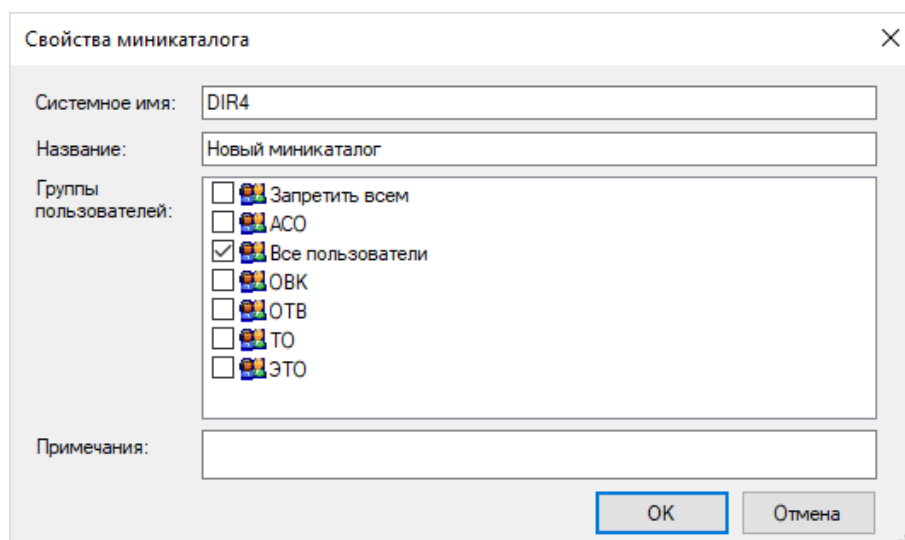 Свойства миникаталога
Системное имя: DIR4
Название: Новый миникаталог
Группы пользователей:
Запретить всем
АСО
Все пользователи
ОВК
ОТВ
ТО
ЭТО
Примечания:
OK Отмена